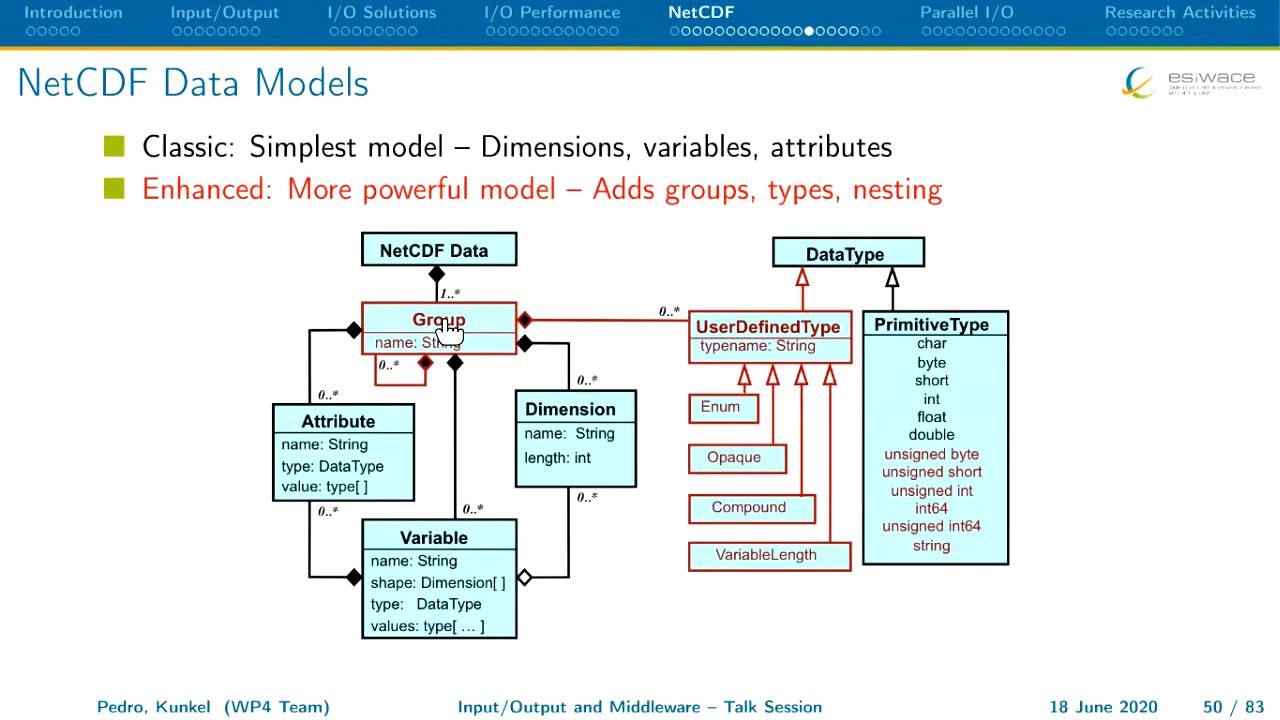 Introduction Input/Output I/O Solutions I/O Performance NetCDF Parallel I/O Research Activities
NetCDF Data Models
esiwace
Classic: Simplest model – Dimensions, variables, attributes
Enhanced: More powerful model – Adds groups, types, nesting
NetCDF Data
1..*
Group
name: String
0..*
0..*
0..*
Attribute
name: String
type: DataType
value: type[ ]
0..*
0..*
Dimension
name: String
length: int
0..*
0..*
Variable
name: String
shape: Dimension[ ]
type: DataType
values: type[ ... ]
DataType
UserDefinedType
typename: String
Enum
Opaque
Compound
VariableLength
PrimitiveType
char
byte
short
int
float
double
unsigned byte
unsigned short
unsigned int
int64
unsigned int64
string
Pedro, Kunkel (WP4 Team) Input/Output and Middleware – Talk Session 18 June 2020 50 / 83